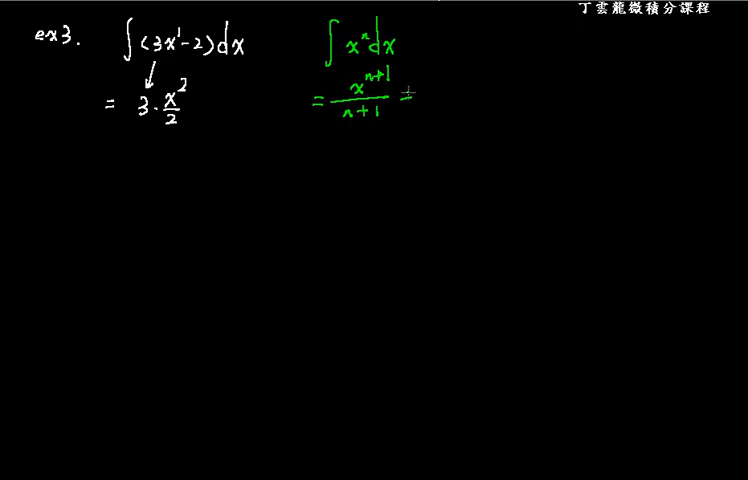 丁雲龍微積分課程
ex3. ∫(3x¹-2)dx
= 3·x²/2
∫xⁿdx
= xⁿ⁺¹/n+1 =